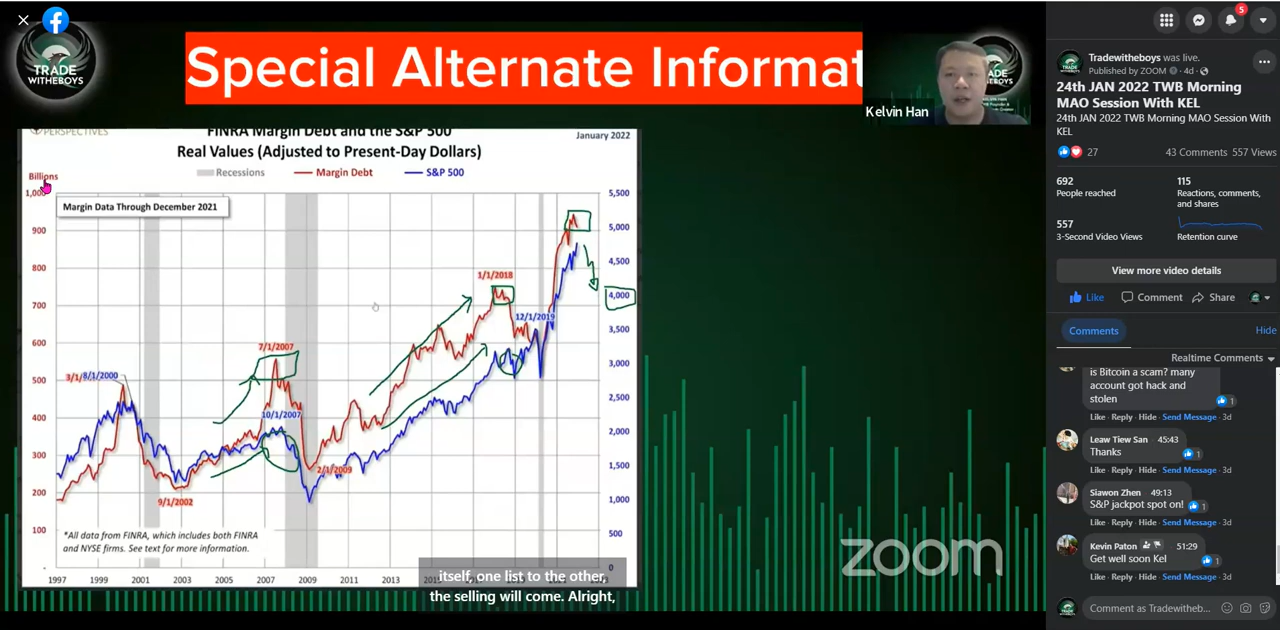 TRADE
WITHEBOYS
Special Alternate Informat
Kelvin Han
PERSPECTIVES
January 2022
FINRA Margin Debt and the S&P 500
Real Values (Adjusted to Present-Day Dollars)
Recessions
Margin Debt
S&P 500
Billions
Margin Data Through December 2021
1,000
900
800
700
600
500
400
300
200
100
5,500
5,000
4,500
4,000
3,500
3,000
2,500
2,000
1,500
1,000
500
0
8/1/2000
9/1/2002
7/1/2007
10/1/2007
2/1/2009
1/1/2018
12/1/2019
*All data from FINRA, which includes both FINRA
and NYSE firms. See text for more information.
1997
1999
2001
2003
2005
2007
2009
2011
2013
itself, one list to the other,
the selling will come. Alright,
zoom
5
Tradewitheboys was live.
Published by ZOOM · 4d ·
24th JAN 2022 TWB Morning
MAO Session With KEL
24th JAN 2022 TWB Morning MAO Session With
KEL
27
43 Comments 557 Views
692
People reached
115
Reactions, comments,
and shares
557
3-Second Video Views
Retention curve
View more video details
Like
Comment
Share
Comments
Hide
Realtime Comments
is Bitcoin a scam? many
account got hack and
stolen
1
Like · Reply · Hide · Send Message · 3d
Leaw Tiew San 45:43
Thanks
1
Like · Reply · Hide · Send Message · 3d
Siawon Zhen 49:13
S&P jackpot spot on!
1
Like · Reply · Hide · Send Message · 3d
Kevin Paton 51:29
Get well soon Kel
1
Like · Reply · Hide · Send Message · 3d
Comment as Tradewitheb...